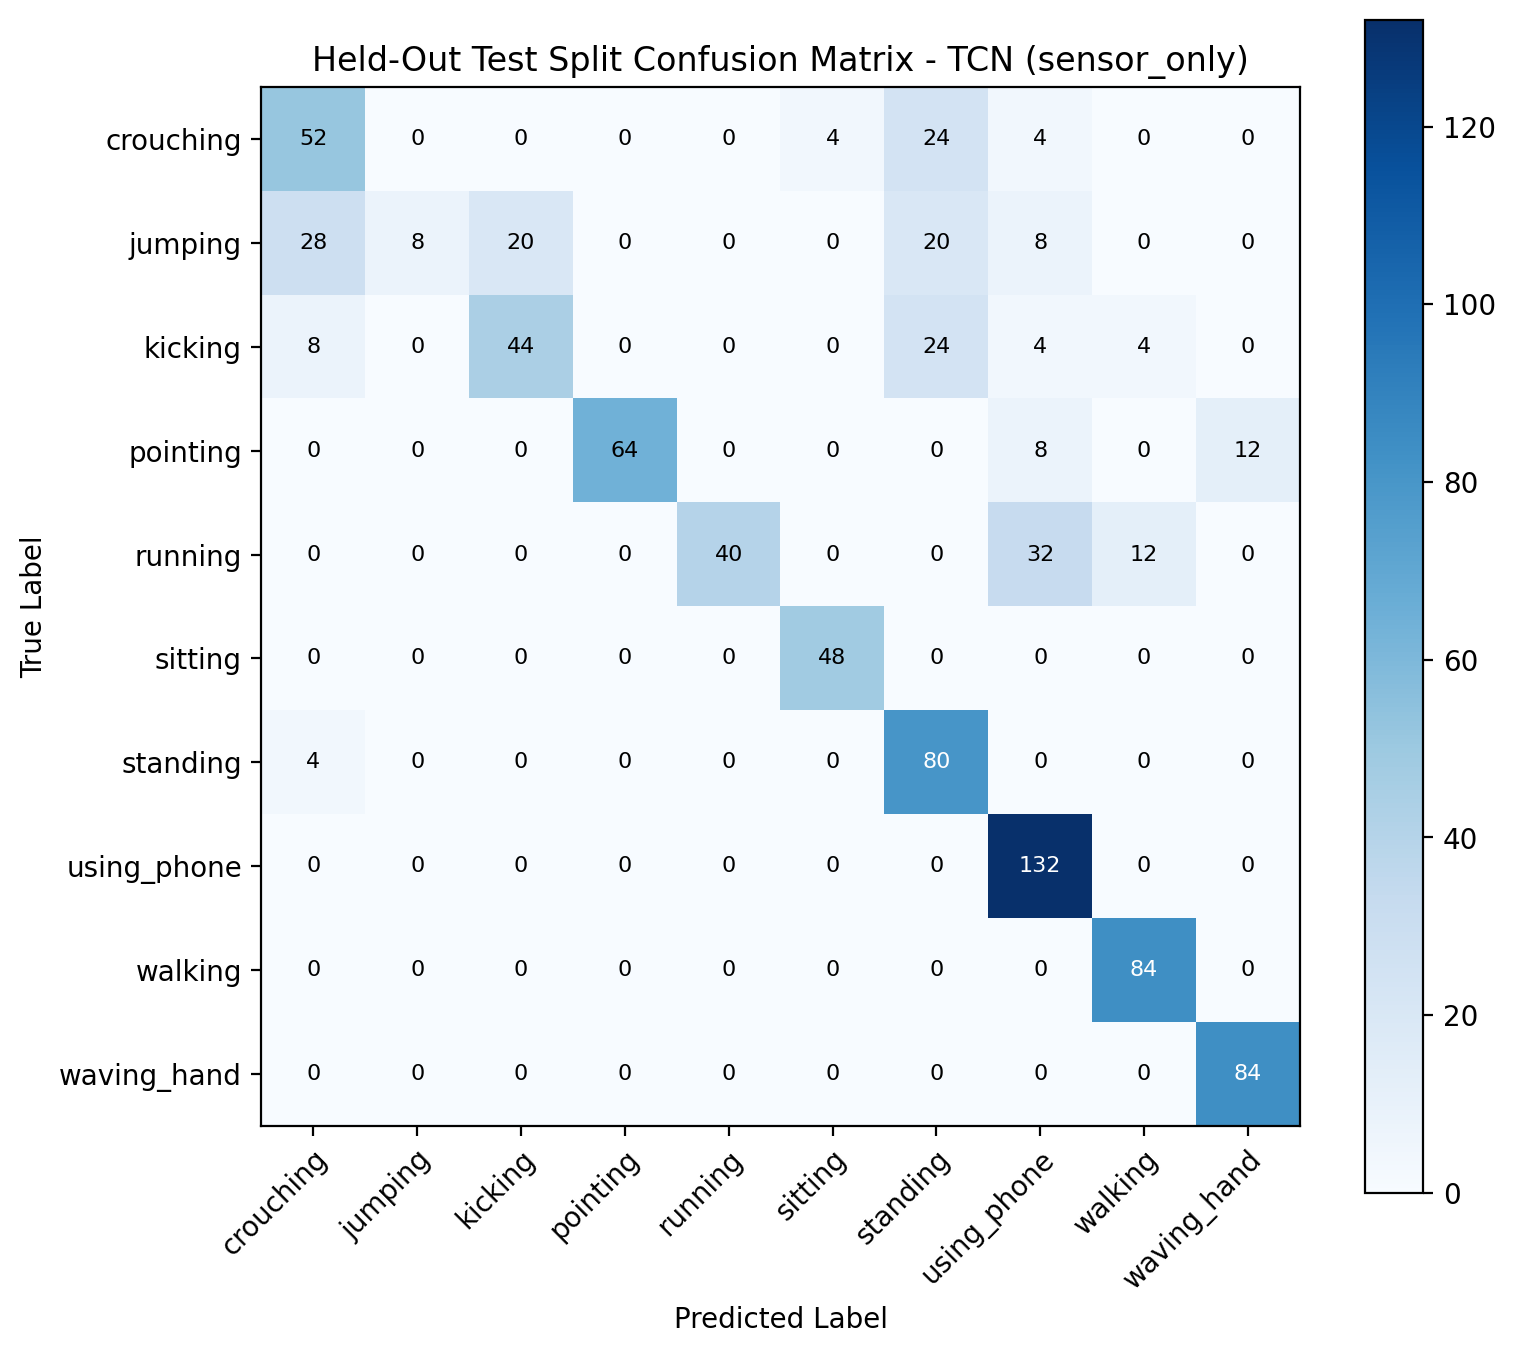 Held-Out Test Split Confusion Matrix - TCN (sensor_only)
True Label
crouching 52 0 0 0 0 4 24 4 0 0
jumping 28 8 20 0 0 0 20 8 0 0
kicking 8 0 44 0 0 0 24 4 4 0
pointing 0 0 0 64 0 0 0 8 0 12
running 0 0 0 0 40 0 0 32 12 0
sitting 0 0 0 0 0 48 0 0 0 0
standing 4 0 0 0 0 0 80 0 0 0
using_phone 0 0 0 0 0 0 0 132 0 0
walking 0 0 0 0 0 0 0 0 84 0
waving_hand 0 0 0 0 0 0 0 0 0 84
crouching jumping kicking pointing running sitting standing using_phone walking waving_hand
Predicted Label
120
100
80
60
40
20
0